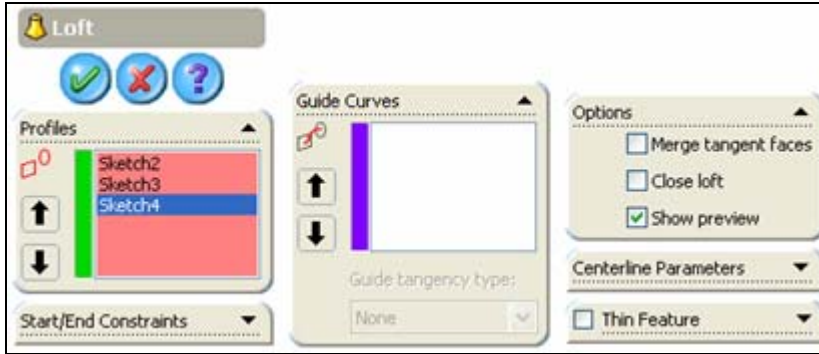 Loft
Profiles
Sketch2
Sketch3
Sketch4
Start/End Constraints
Guide Curves
Guide tangency type:
None
Options
Merge tangent faces
Close loft
Show preview
Centerline Parameters
Thin Feature